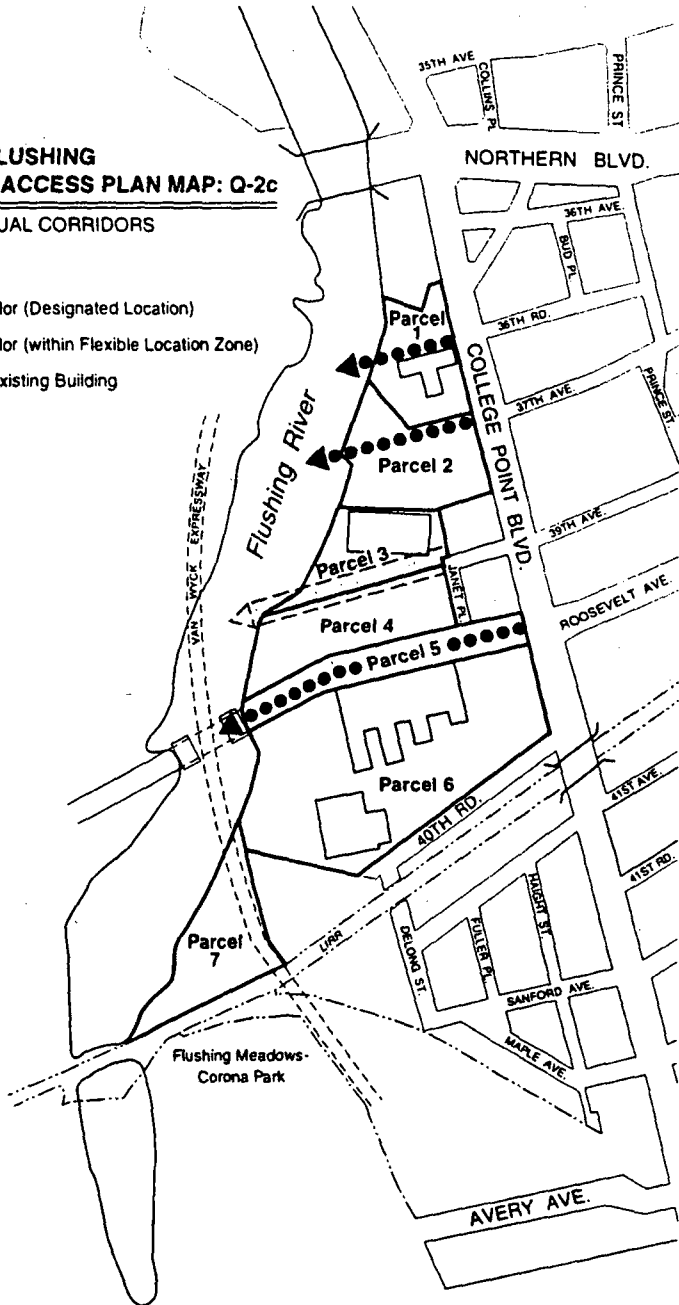 LUSHING
ACCESS PLAN MAP: Q-2c
UAL CORRIDORS
lor (Designated Location)
lor (within Flexible Location Zone)
xisting Building
35TH AVE
COLLINS PL
PRINCE ST
NORTHERN BLVD.
36TH AVE.
BUD PL
36TH RD.
Parcel
1
COLLEGE POINT BLVD.
37TH AVE.
PRINCE ST.
Flushing River
Parcel 2
VAN WYCK EXPRESSWAY
39TH AVE.
Parcel 3
JANET PL
ROOSEVELT AVE.
Parcel 4
Parcel 5
Parcel 6
40TH RD.
41ST AVE.
41ST RD.
HAIGHT ST.
FULLER PL
DELONG ST.
LIRR
Parcel
7
SANFORD AVE.
MAPLE AVE.
Flushing Meadows-
Corona Park
AVERY AVE.